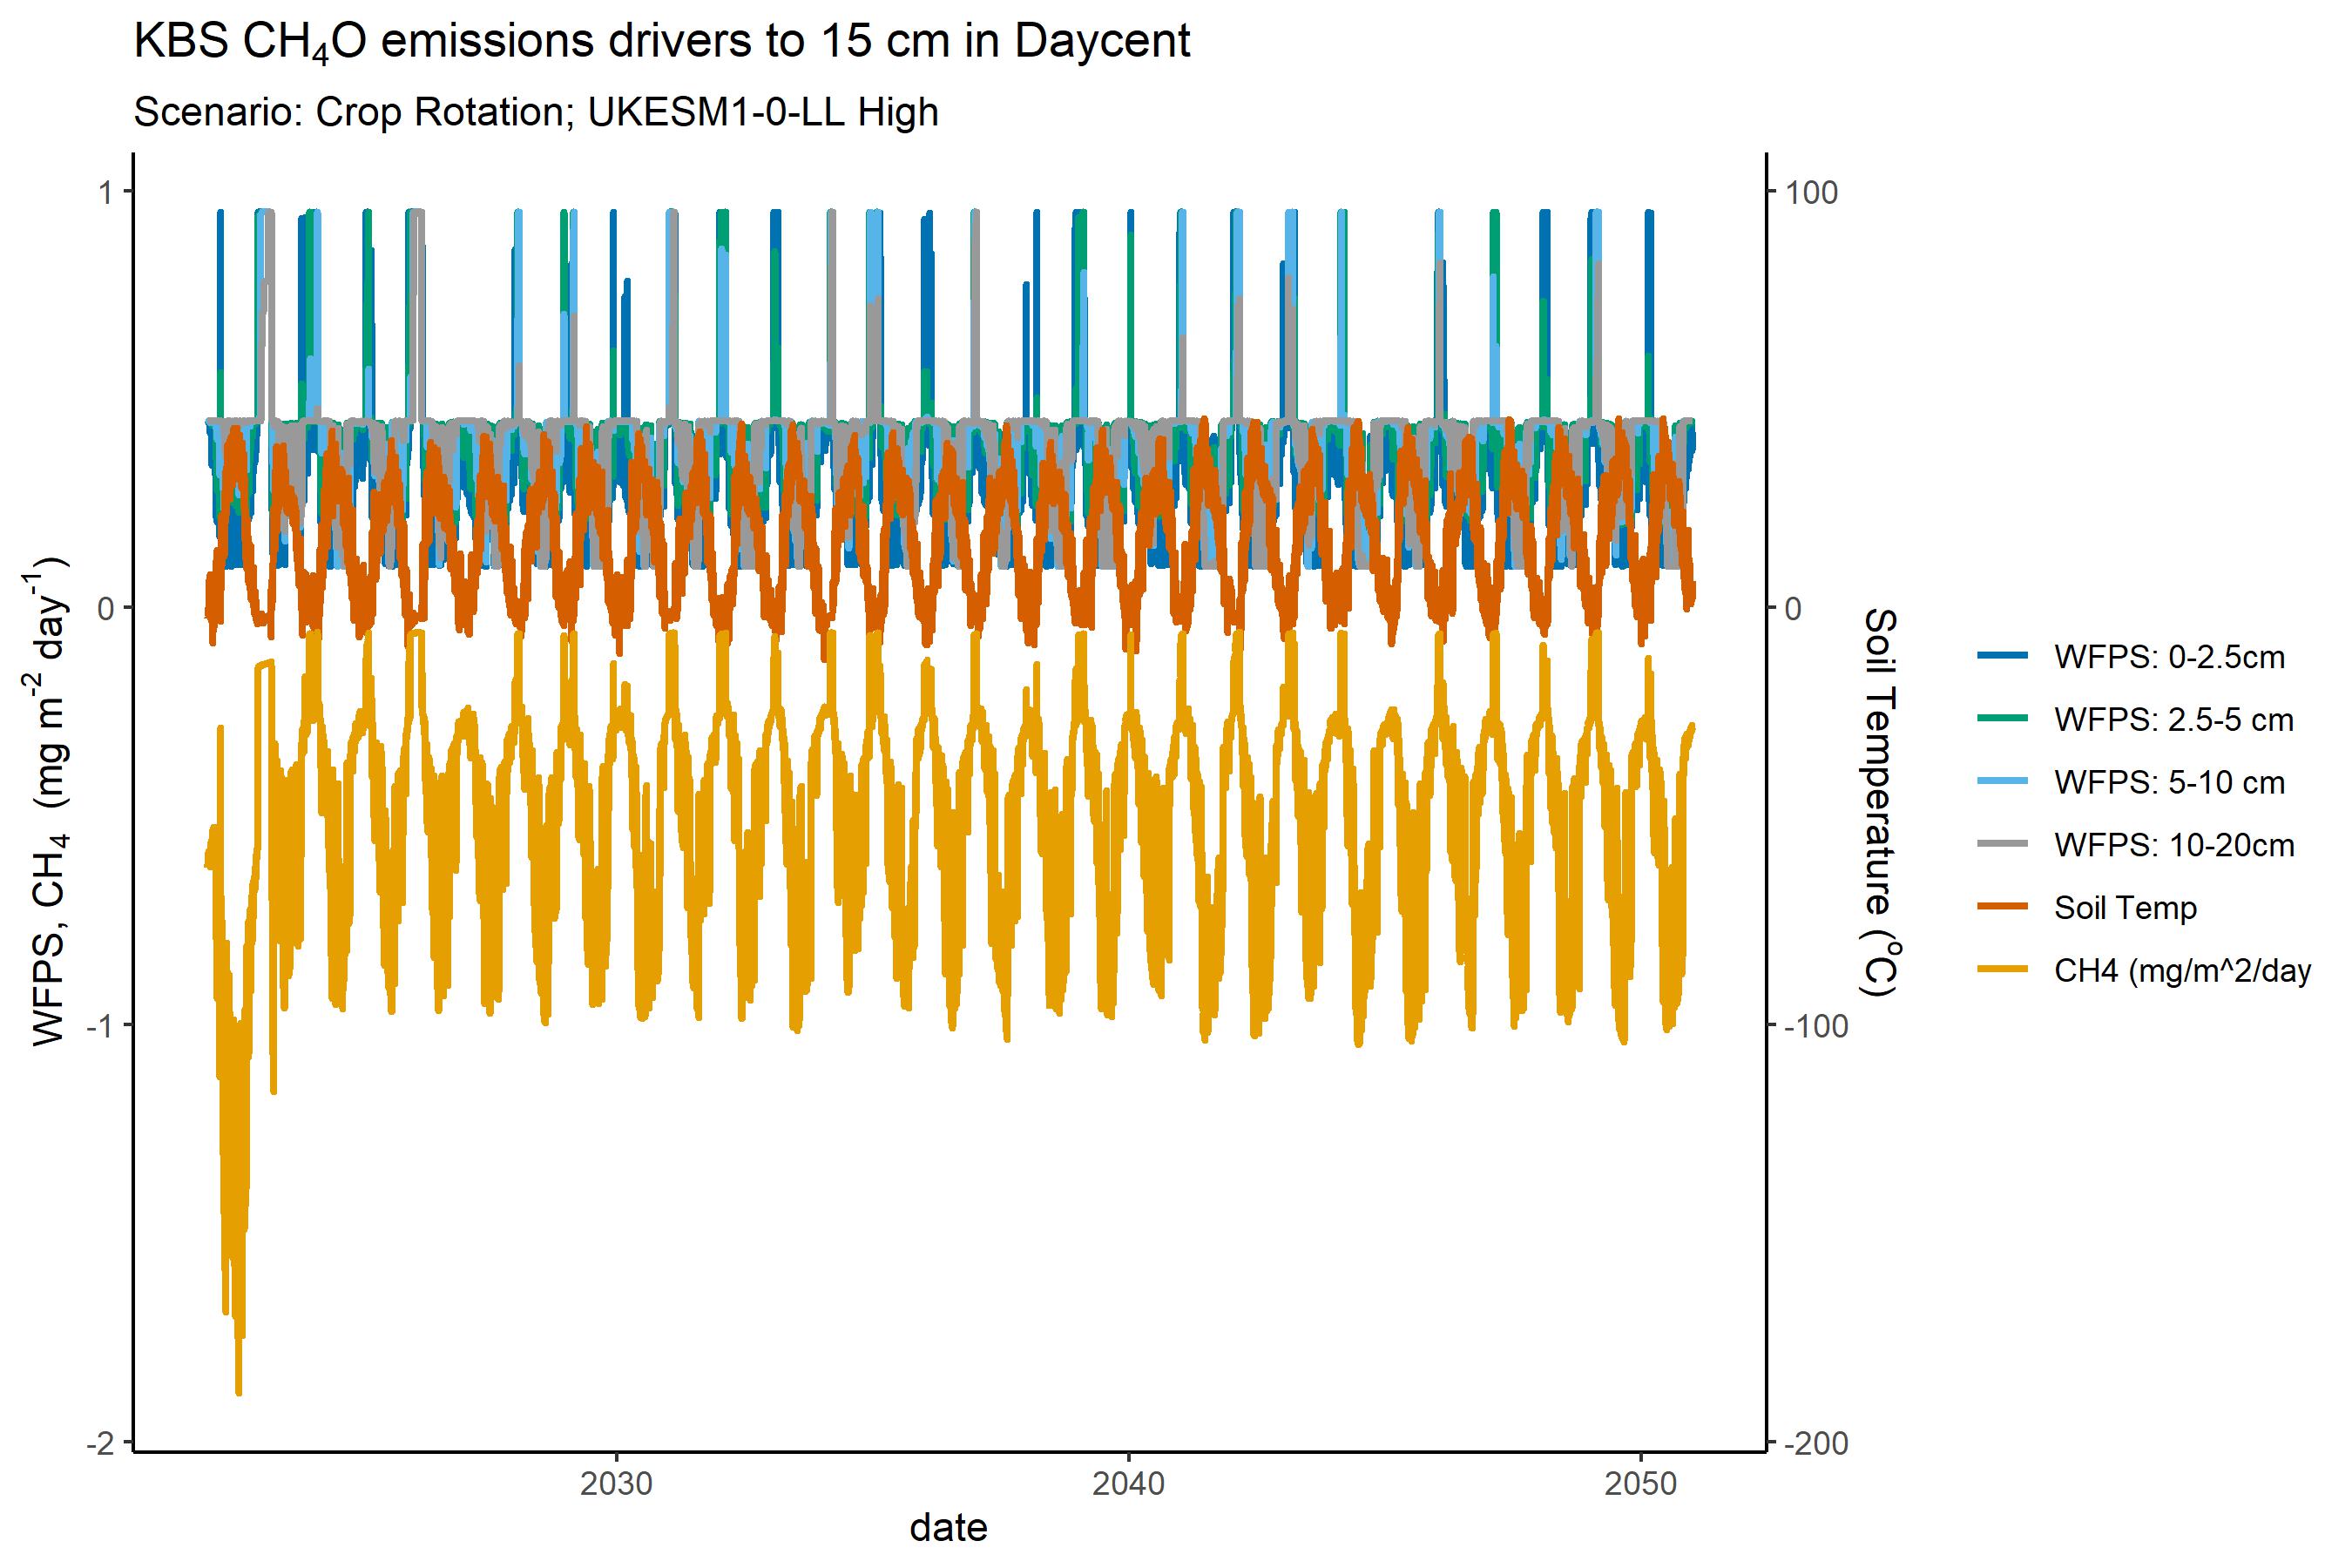 KBS CH₄O emissions drivers to 15 cm in Daycent
Scenario: Crop Rotation; UKESM1-0-LL High
WFPS, CH₄ (mg m⁻² day⁻¹)
1
0
-1
-2
100
0
-100
-200
Soil Temperature (⁰C)
2030
2040
2050
date
WFPS: 0-2.5cm
WFPS: 2.5-5 cm
WFPS: 5-10 cm
WFPS: 10-20cm
Soil Temp
CH4 (mg/m^2/day